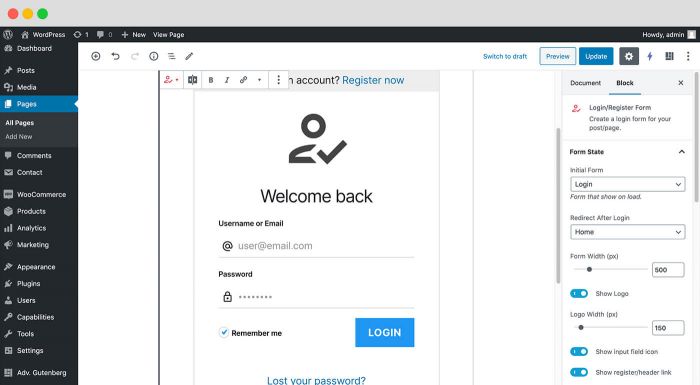 WordPress 1 0 New View Page
Howdy, admin
Dashboard
Posts
Media
Pages
All Pages
Add New
Comments
Contact
WooCommerce
Products
Analytics
Marketing
Appearance
Plugins
Users
Capabilities
Tools
Settings
Adv. Gutenberg
Switch to draft
Preview
Update
B I
n account? Register now
Welcome back
Username or Email
@ user@email.com
Password
Remember me
LOGIN
Lost your password?
Document Block
Login/Register Form
Create a login form for your
post/page.
Form State
Initial Form
Login
Form that show on load.
Redirect After Login
Home
Form Width (px)
500
Show Logo
Logo Width (px)
150
Show input field icon
Show register/header link